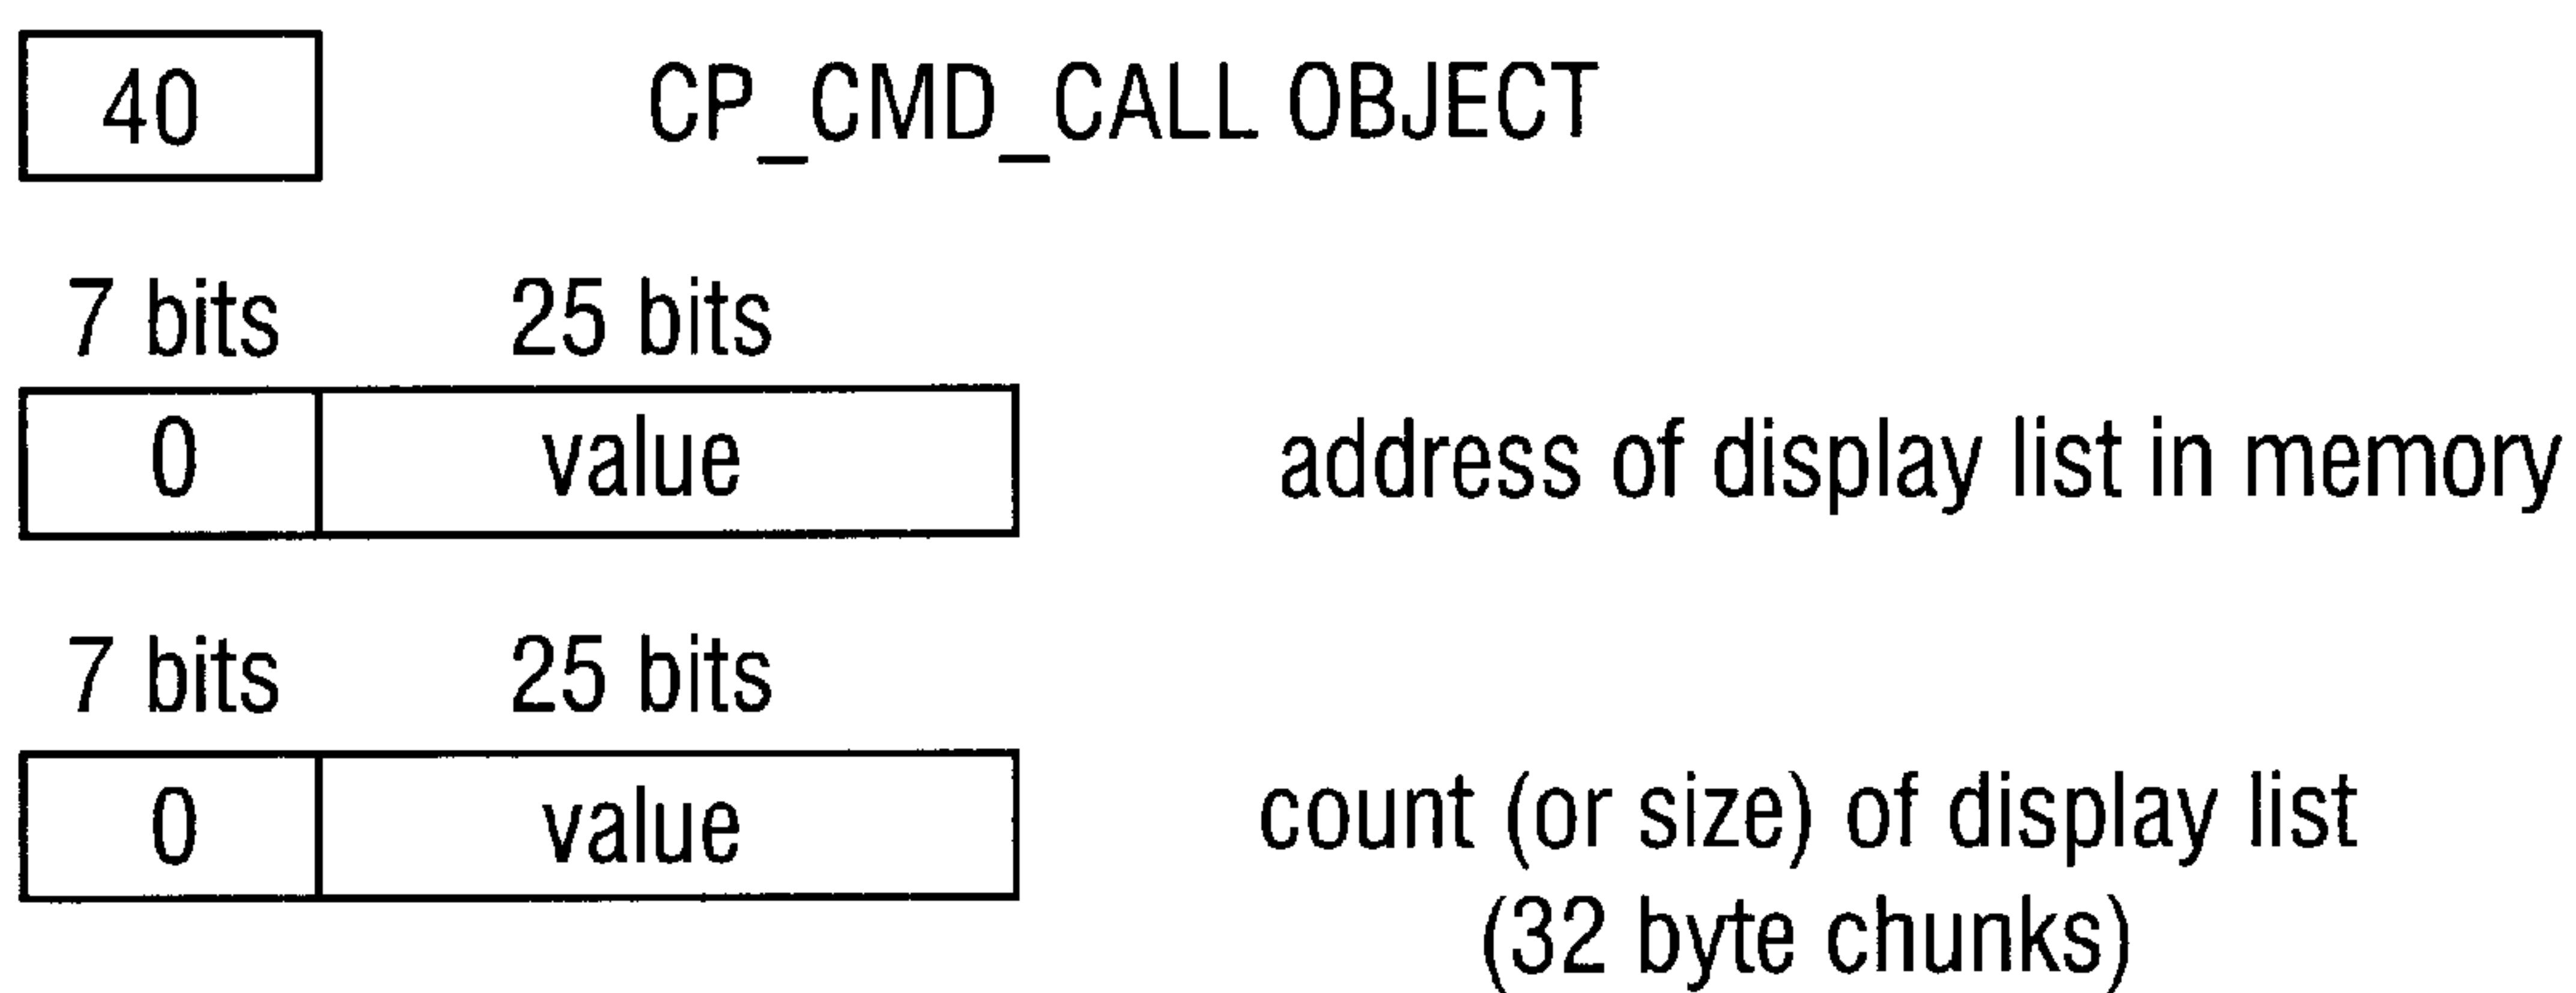 40 CP_CMD_CALL OBJECT
7 bits 25 bits
0 value address of display list in memory
7 bits 25 bits
0 value count (or size) of display list
(32 byte chunks)